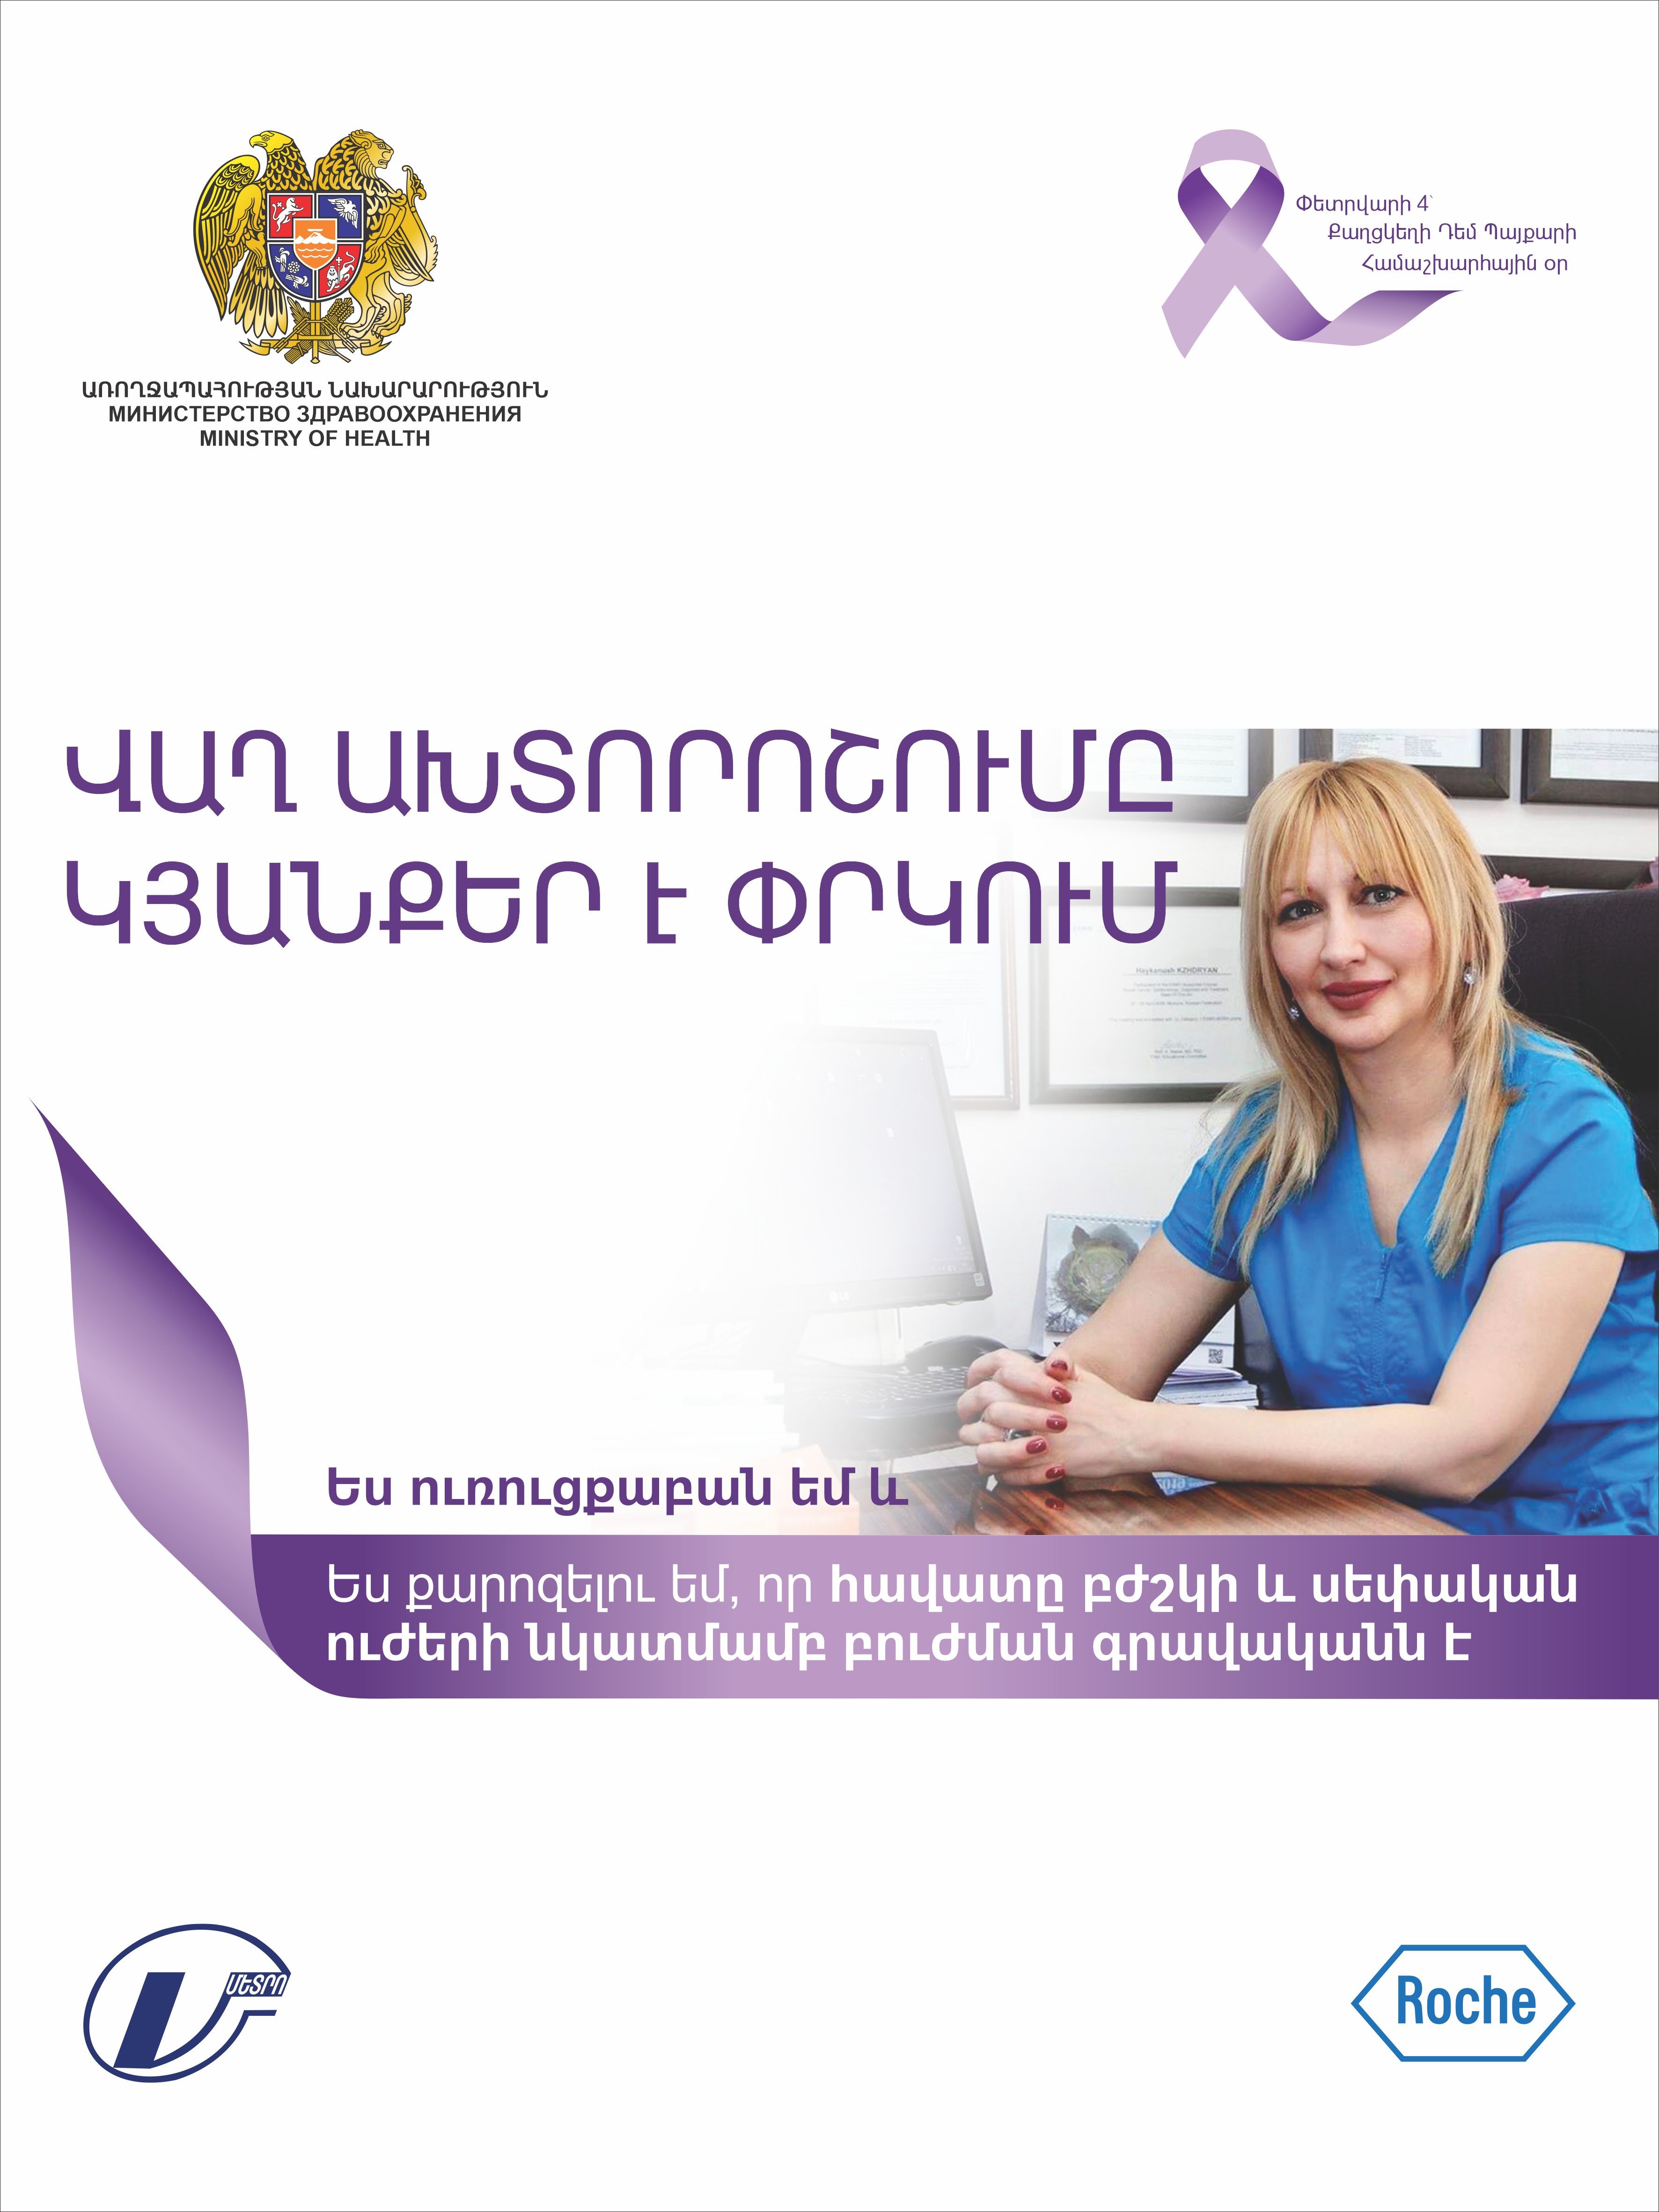 ԱՌՈՂՋԱՊԱՀՈՒԹՅԱՆ ՆԱԽԱՐԱՐՈՒԹՅՈՒՆ
МИНИСТЕРСТВО ЗДРАВООХРАНЕНИЯ
MINISTRY OF HEALTH
Փետրվարի 4՝
Քաղցկեղի Դեմ Պայքարի
Համաշխարհային օր
ՎԱՂ ԱԽՏՈՐՈՇՈՒՄԸ
ԿՅԱՆՔԵՐ Է ՓՐԿՈՒՄ
Haykanush KZHDRYAN
LG
Ես ուռուցքաբան եմ և
Ես քարոզելու եմ, որ հավատը բժշկի և սեփական
ուժերի նկատմամբ բուժման գրավականն է
ՄԵՏՐՈ
Roche